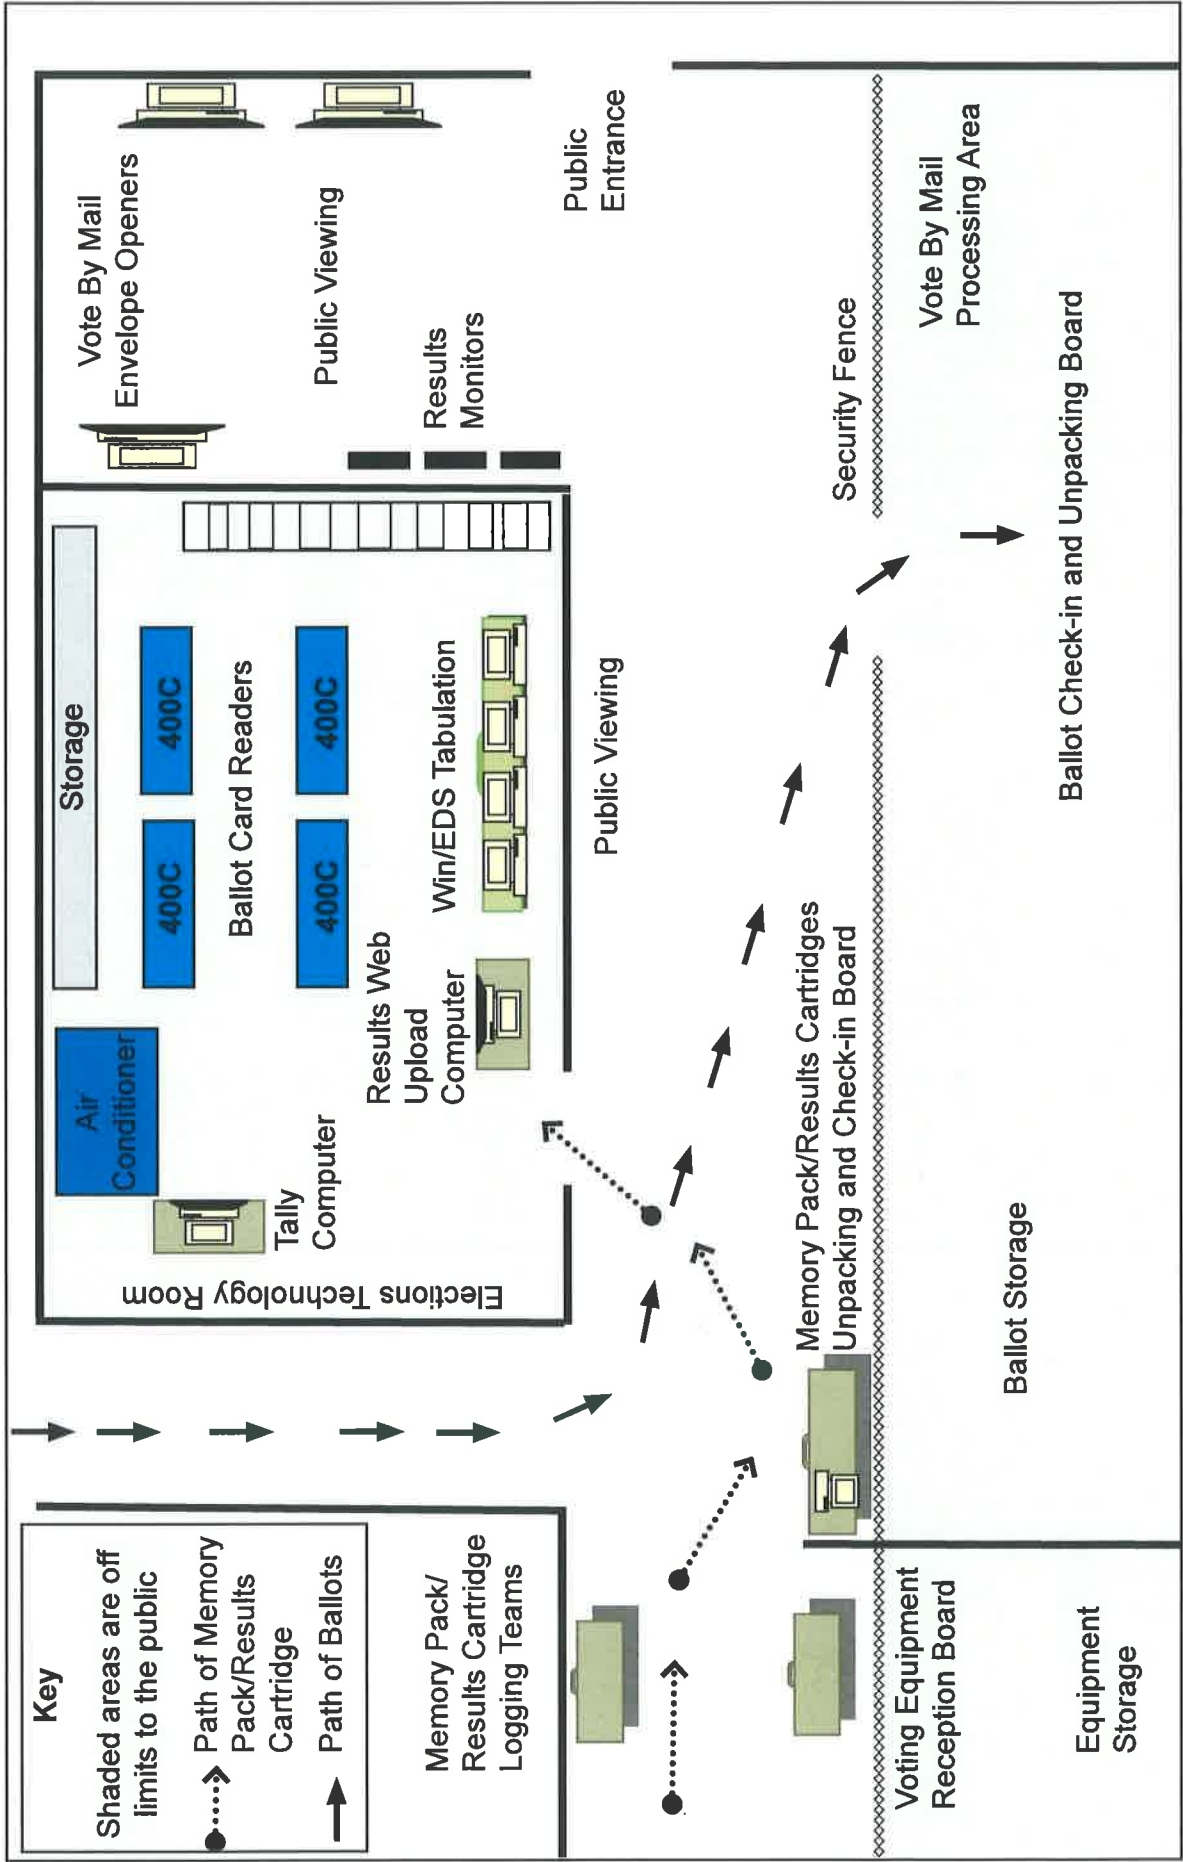 Key
Shaded areas are off
limits to the public
Path of Memory
Pack/Results
Cartridge
Path of Ballots
Memory Pack/
Results Cartridge
Logging Teams
Voting Equipment
Reception Board
Equipment
Storage
Elections Technology Room
Tally
Computer
Air
Conditioner
Storage
400C
400C
Ballot Card Readers
400C
400C
Results Web
Upload
Computer
Win/EDS Tabulation
Public Viewing
Memory Pack/Results Cartridges
Unpacking and Check-in Board
Ballot Storage
Vote By Mail
Envelope Openers
Public Viewing
Results
Monitors
Public
Entrance
Security Fence
Vote By Mail
Processing Area
Ballot Check-in and Unpacking Board